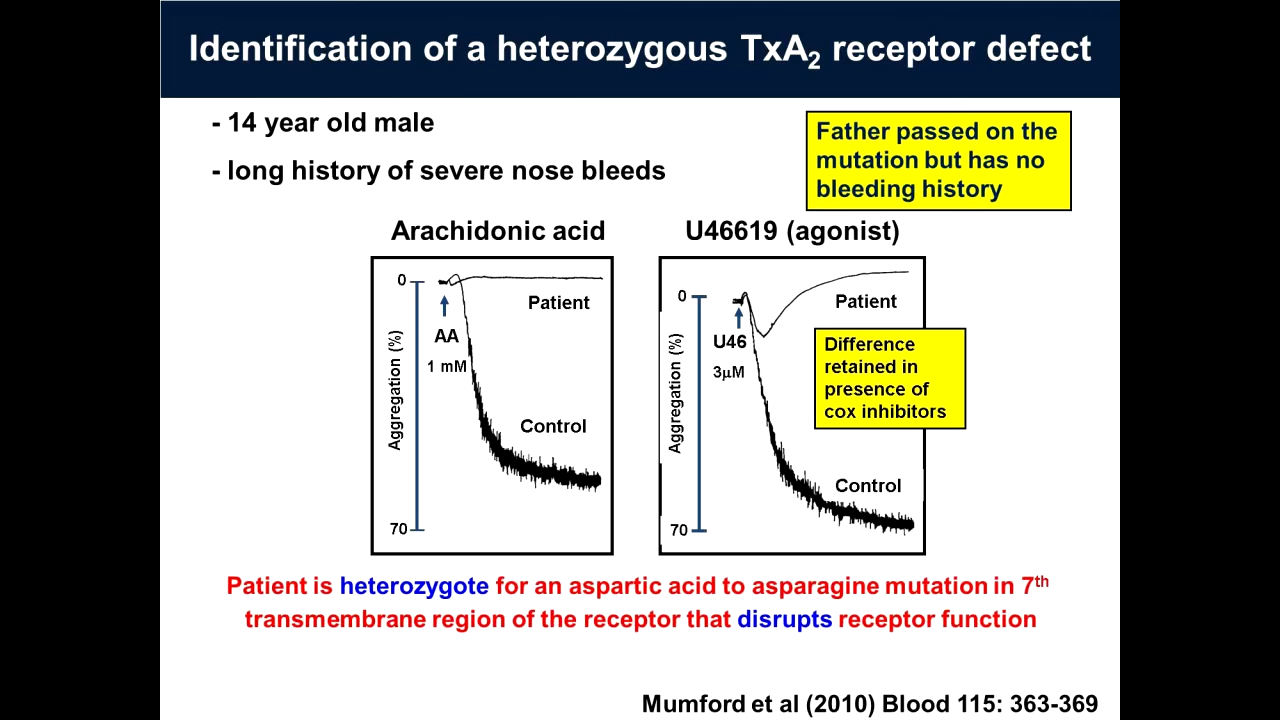 Identification of a heterozygous TxA₂ receptor defect
- 14 year old male
- long history of severe nose bleeds
Father passed on the
mutation but has no
bleeding history
Arachidonic acid
0
Patient
AA
1 mM
Aggregation (%)
Control
70
U46619 (agonist)
0
Patient
U46
3µM
Aggregation (%)
Difference
retained in
presence of
cox inhibitors
Control
70
Patient is heterozygote for an aspartic acid to asparagine mutation in 7th
transmembrane region of the receptor that disrupts receptor function
Mumford et al (2010) Blood 115: 363-369